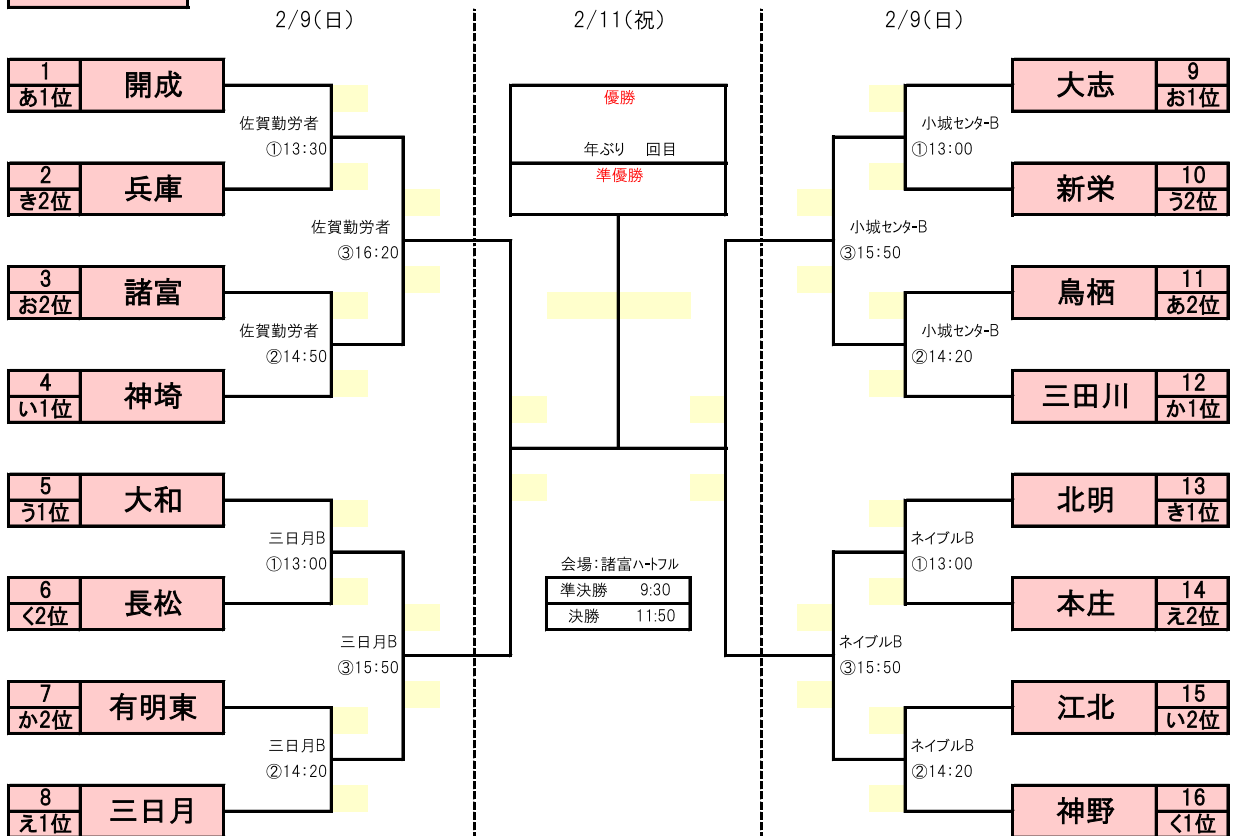 2/9(日)
2/11(祝)
2/9(日)
1
あ1位
開成
2
き2位
兵庫
3
お2位
諸富
4
い1位
神埼
5
う1位
大和
6
く2位
長松
7
か2位
有明東
8
え1位
三日月
佐賀勤労者
①13:30
佐賀勤労者
③16:20
佐賀勤労者
②14:50
三日月B
①13:00
三日月B
③15:50
三日月B
②14:20
優勝
年ぶり 回目
準優勝
会場:諸富ハートフル
準決勝 9:30
決勝 11:50
小城センターB
①13:00
小城センターB
③15:50
小城センターB
②14:20
ネイブルB
①13:00
ネイブルB
③15:50
ネイブルB
②14:20
大志
9
お1位
新栄
10
う2位
鳥栖
11
あ2位
三田川
12
か1位
北明
13
き1位
本庄
14
え2位
江北
15
い2位
神野
16
く1位